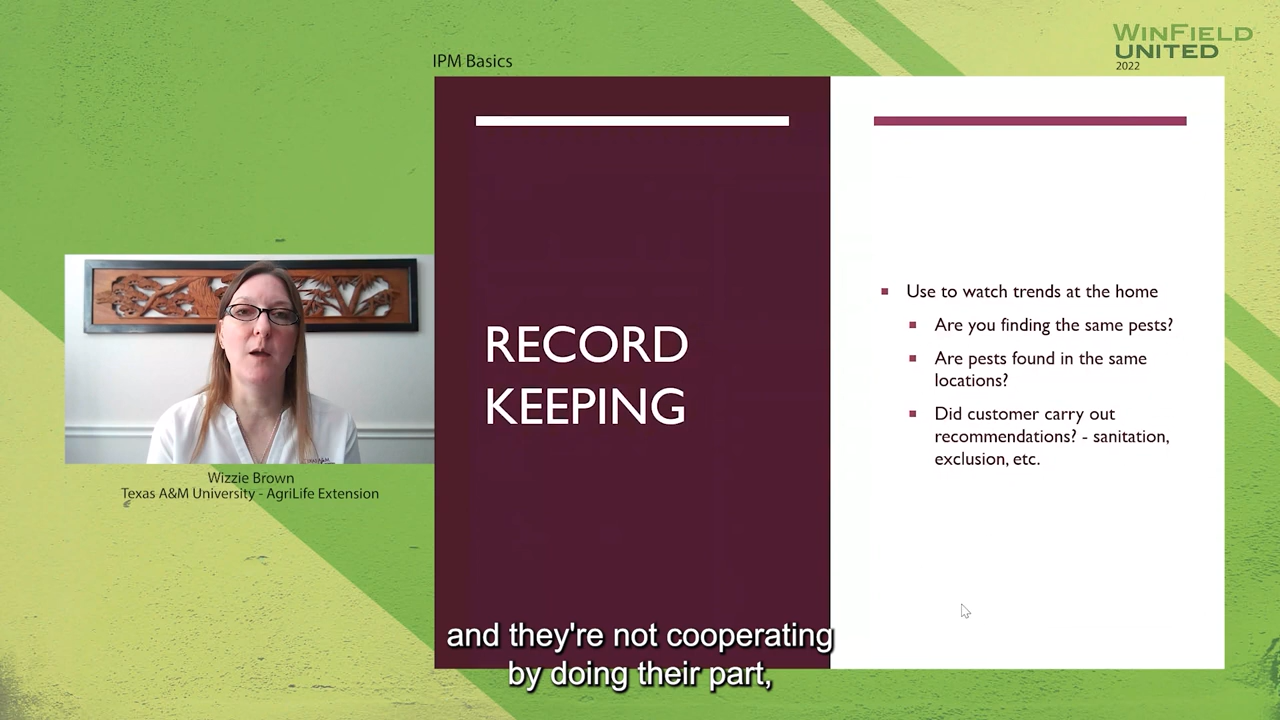 WINFIELD
UNITED
2022
IPM Basics
RECORD
KEEPING
Use to watch trends at the home
Are you finding the same pests?
Are pests found in the same
locations?
Did customer carry out
recommendations? - sanitation,
exclusion, etc.
Wizzie Brown
Texas A&M University - AgriLife Extension
and they're not cooperating
by doing their part,